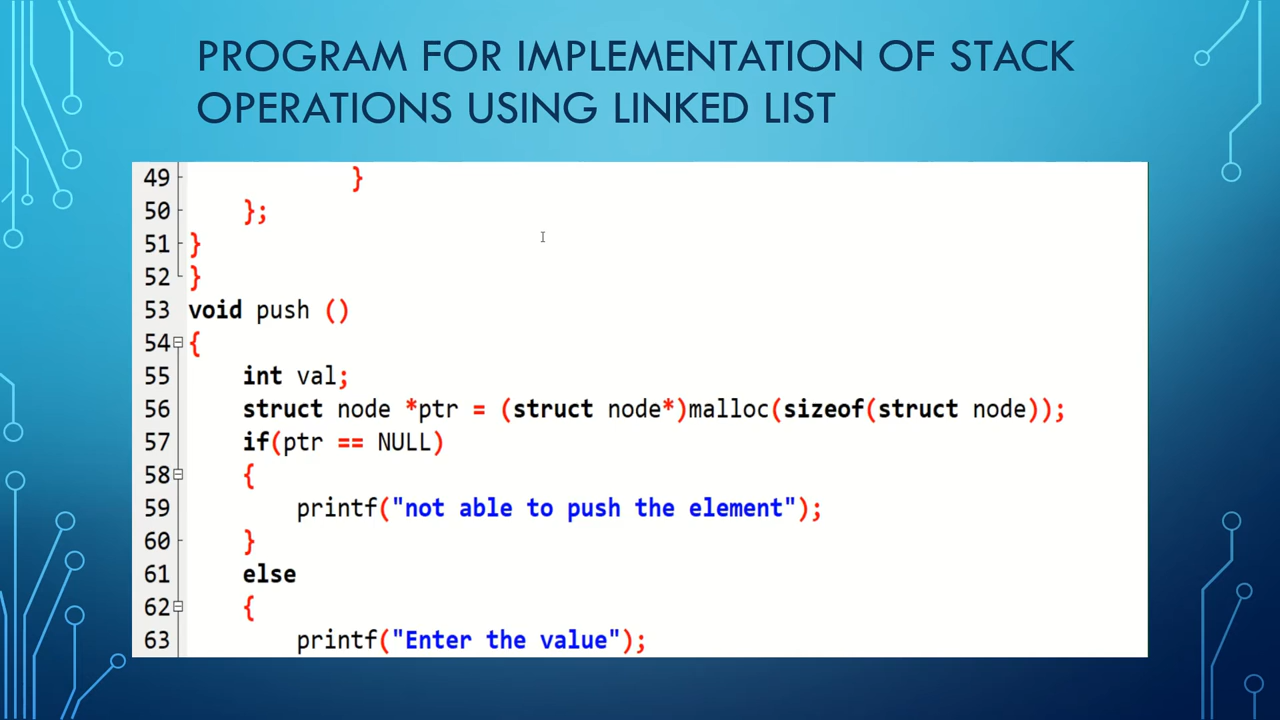 PROGRAM FOR IMPLEMENTATION OF STACK
OPERATIONS USING LINKED LIST
49 }
50 };
51 }
52 }
53 void push ()
54 {
55 int val;
56 struct node *ptr = (struct node*)malloc(sizeof(struct node));
57 if(ptr == NULL)
58 {
59 printf("not able to push the element");
60 }
61 else
62 {
63 printf("Enter the value");